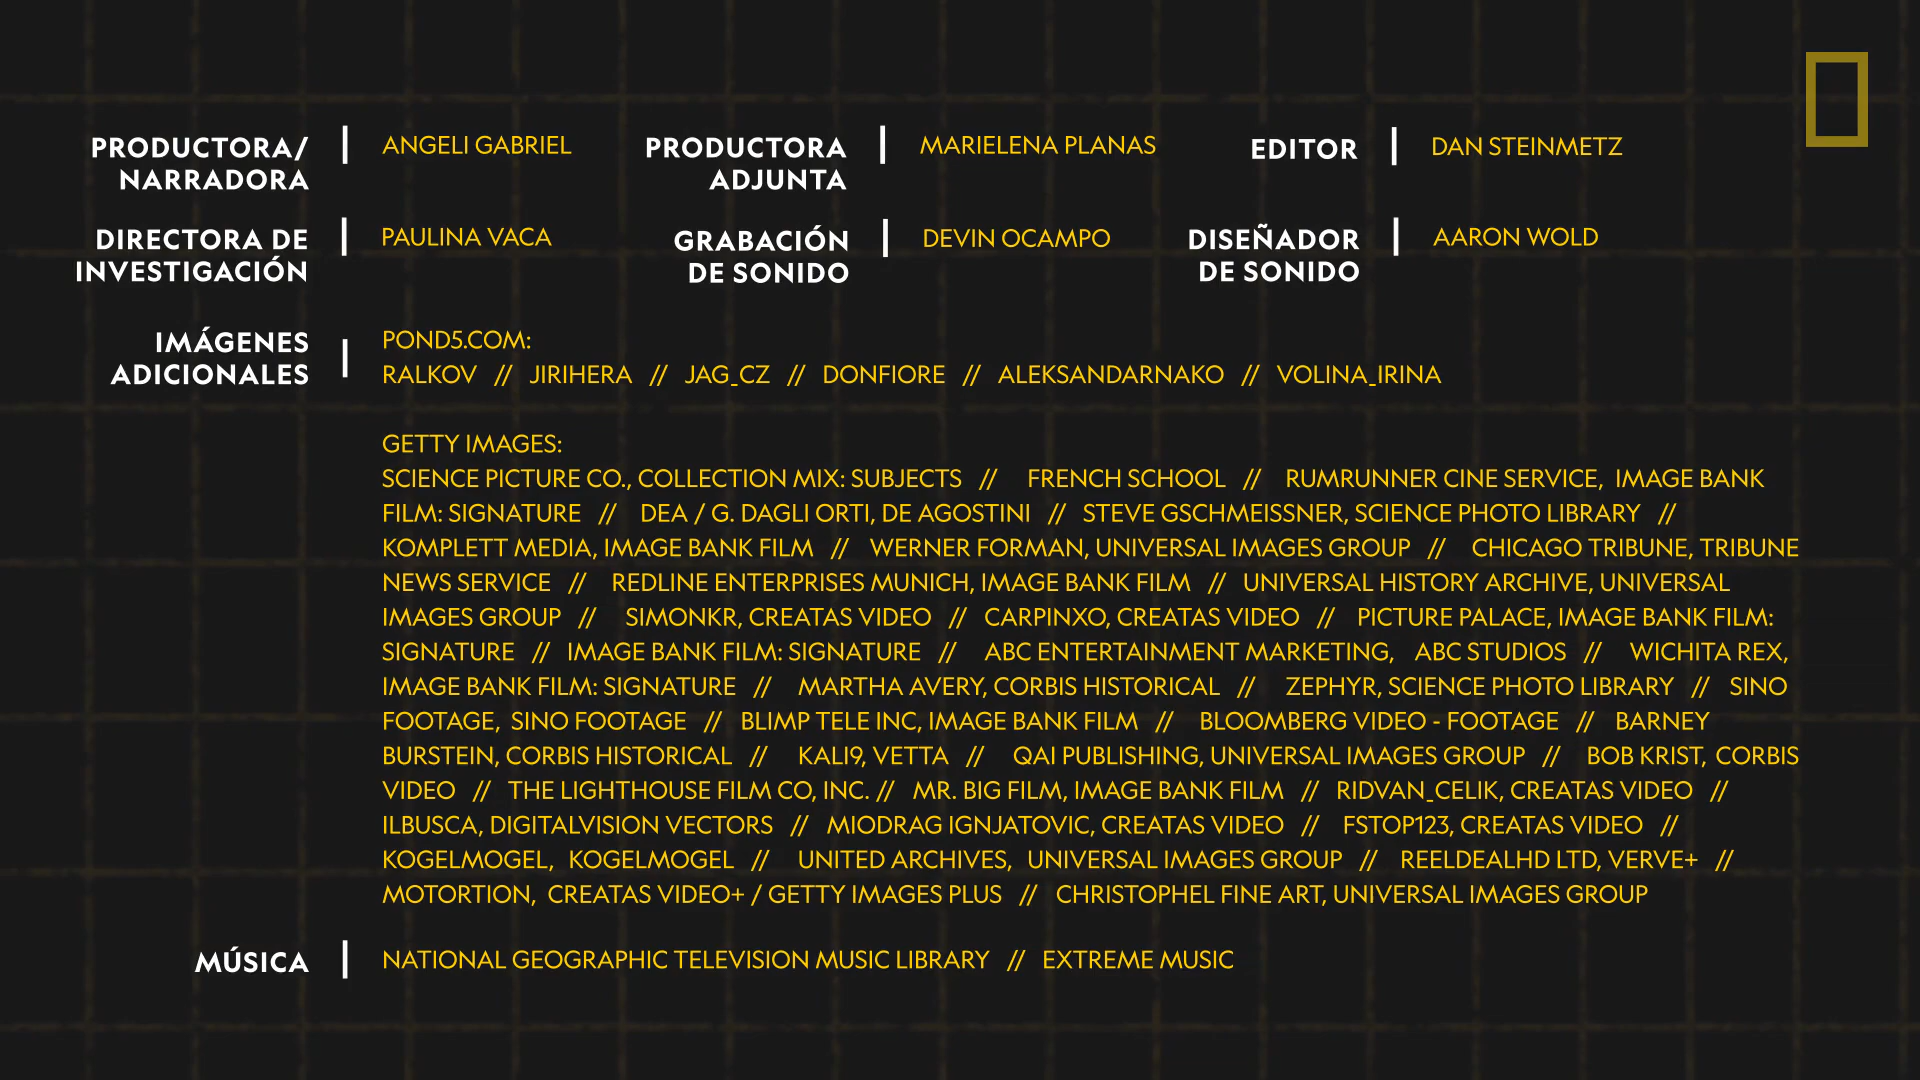 PRODUCTORA/ NARRADORA | ANGELI GABRIEL
PRODUCTORA ADJUNTA | MARIELENA PLANAS
EDITOR | DAN STEINMETZ
DIRECTORA DE INVESTIGACIÓN | PAULINA VACA
GRABACIÓN DE SONIDO | DEVIN OCAMPO
DISEÑADOR DE SONIDO | AARON WOLD
IMÁGENES ADICIONALES |
POND5.COM:
RALKOV // JIRIHERA // JAG_CZ // DONFIORE // ALEKSANDARNAKO // VOLINA_IRINA
GETTY IMAGES:
SCIENCE PICTURE CO., COLLECTION MIX: SUBJECTS // FRENCH SCHOOL // RUMRUNNER CINE SERVICE, IMAGE BANK
FILM: SIGNATURE // DEA / G. DAGLI ORTI, DE AGOSTINI // STEVE GSCHMEISSNER, SCIENCE PHOTO LIBRARY //
KOMPLETT MEDIA, IMAGE BANK FILM // WERNER FORMAN, UNIVERSAL IMAGES GROUP // CHICAGO TRIBUNE, TRIBUNE
NEWS SERVICE // REDLINE ENTERPRISES MUNICH, IMAGE BANK FILM // UNIVERSAL HISTORY ARCHIVE, UNIVERSAL
IMAGES GROUP // SIMONKR, CREATAS VIDEO // CARPINXO, CREATAS VIDEO // PICTURE PALACE, IMAGE BANK FILM:
SIGNATURE // IMAGE BANK FILM: SIGNATURE // ABC ENTERTAINMENT MARKETING, ABC STUDIOS // WICHITA REX,
IMAGE BANK FILM: SIGNATURE // MARTHA AVERY, CORBIS HISTORICAL // ZEPHYR, SCIENCE PHOTO LIBRARY // SINO
FOOTAGE, SINO FOOTAGE // BLIMP TELE INC, IMAGE BANK FILM // BLOOMBERG VIDEO - FOOTAGE // BARNEY
BURSTEIN, CORBIS HISTORICAL // KALI9, VETTA // QAI PUBLISHING, UNIVERSAL IMAGES GROUP // BOB KRIST, CORBIS
VIDEO // THE LIGHTHOUSE FILM CO, INC. // MR. BIG FILM, IMAGE BANK FILM // RIDVAN_CELIK, CREATAS VIDEO //
ILBUSCA, DIGITALVISION VECTORS // MIODRAG IGNJATOVIC, CREATAS VIDEO // FSTOP123, CREATAS VIDEO //
KOGELMOGEL, KOGELMOGEL // UNITED ARCHIVES, UNIVERSAL IMAGES GROUP // REELDEALHD LTD, VERVE+ //
MOTORTION, CREATAS VIDEO+ / GETTY IMAGES PLUS // CHRISTOPHEL FINE ART, UNIVERSAL IMAGES GROUP
MÚSICA | NATIONAL GEOGRAPHIC TELEVISION MUSIC LIBRARY // EXTREME MUSIC